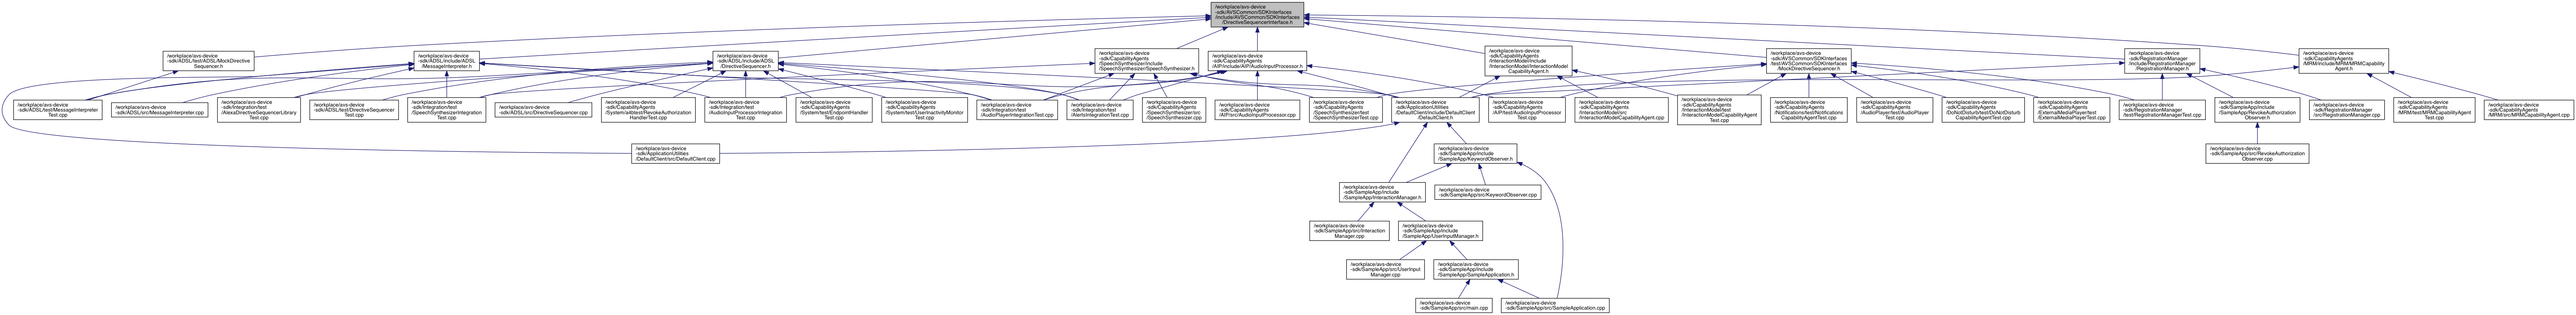 /workplace/avs-device
-sdk/AVSCommon/SDKInterfaces
/include/AVSCommon/SDKInterfaces
/DirectiveSequencerInterface.h
/workplace/avs-device
-sdk/ADSL/test/ADSL/MockDirective
Sequencer.h
/workplace/avs-device
-sdk/ADSL/include/ADSL
/MessageInterpreter.h
/workplace/avs-device
-sdk/ADSL/include/ADSL
/DirectiveSequencer.h
/workplace/avs-device
-sdk/CapabilityAgents
/SpeechSynthesizer/include
/SpeechSynthesizer/SpeechSynthesizer.h
/workplace/avs-device
-sdk/CapabilityAgents
/AIP/include/AIP/AudioInputProcessor.h
/workplace/avs-device
-sdk/CapabilityAgents
/InteractionModel/include
/InteractionModel/InteractionModel
CapabilityAgent.h
/workplace/avs-device
-sdk/AVSCommon/SDKInterfaces
/test/AVSCommon/SDKInterfaces
/MockDirectiveSequencer.h
/workplace/avs-device
-sdk/RegistrationManager
/include/RegistrationManager
/RegistrationManager.h
/workplace/avs-device
-sdk/CapabilityAgents
/MRM/include/MRM/MRMCapability
Agent.h
/workplace/avs-device
-sdk/ADSL/test/MessageInterpreter
Test.cpp
/workplace/avs-device
-sdk/ADSL/src/MessageInterpreter.cpp
/workplace/avs-device
-sdk/Integration/test
/AlexaDirectiveSequencerLibrary
Test.cpp
/workplace/avs-device
-sdk/ADSL/test/DirectiveSequencer
Test.cpp
/workplace/avs-device
-sdk/Integration/test
/SpeechSynthesizerIntegration
Test.cpp
/workplace/avs-device
-sdk/ADSL/src/DirectiveSequencer.cpp
/workplace/avs-device
-sdk/CapabilityAgents
/System/adsltest/RevokeAuthorization
HandlerTest.cpp
/workplace/avs-device
-sdk/Integration/test
/AudioInputProcessorIntegration
Test.cpp
/workplace/avs-device
-sdk/CapabilityAgents
/System/test/EndpointHandler
Test.cpp
/workplace/avs-device
-sdk/CapabilityAgents
/System/test/UserInactivityMonitor
Test.cpp
/workplace/avs-device
-sdk/Integration/test
/AudioPlayerIntegrationTest.cpp
/workplace/avs-device
-sdk/Integration/test
/AlertsIntegrationTest.cpp
/workplace/avs-device
-sdk/CapabilityAgents
/SpeechSynthesizer/src
/SpeechSynthesizer.cpp
/workplace/avs-device
-sdk/CapabilityAgents
/AIP/src/AudioInputProcessor.cpp
/workplace/avs-device
-sdk/CapabilityAgents
/SpeechSynthesizer/test
/SpeechSynthesizerTest.cpp
/workplace/avs-device
-sdk/ApplicationUtilities
/DefaultClient/include/DefaultClient
/DefaultClient.h
/workplace/avs-device
-sdk/CapabilityAgents
/AIP/test/AudioInputProcessor
Test.cpp
/workplace/avs-device
-sdk/CapabilityAgents
/InteractionModel/src
/InteractionModelCapabilityAgent.cpp
/workplace/avs-device
-sdk/CapabilityAgents
/InteractionModel/test
/InteractionModelCapabilityAgent
Test.cpp
/workplace/avs-device
-sdk/CapabilityAgents
/Notifications/test/Notifications
CapabilityAgentTest.cpp
/workplace/avs-device
-sdk/CapabilityAgents
/AudioPlayer/test/AudioPlayer
Test.cpp
/workplace/avs-device
-sdk/CapabilityAgents
/DoNotDisturb/test/DoNotDisturb
CapabilityAgentTest.cpp
/workplace/avs-device
-sdk/CapabilityAgents
/ExternalMediaPlayer/test
/ExternalMediaPlayerTest.cpp
/workplace/avs-device
-sdk/RegistrationManager
/test/RegistrationManagerTest.cpp
/workplace/avs-device
-sdk/SampleApp/include
/SampleApp/RevokeAuthorization
Observer.h
/workplace/avs-device
-sdk/RegistrationManager
/src/RegistrationManager.cpp
/workplace/avs-device
-sdk/CapabilityAgents
/MRM/test/MRMCapabilityAgent
Test.cpp
/workplace/avs-device
-sdk/CapabilityAgents
/MRM/src/MRMCapabilityAgent.cpp
/workplace/avs-device
-sdk/ApplicationUtilities
/DefaultClient/src/DefaultClient.cpp
/workplace/avs-device
-sdk/SampleApp/include
/SampleApp/KeywordObserver.h
/workplace/avs-device
-sdk/SampleApp/src/RevokeAuthorization
Observer.cpp
/workplace/avs-device
-sdk/SampleApp/include
/SampleApp/InteractionManager.h
/workplace/avs-device
-sdk/SampleApp/src/KeywordObserver.cpp
/workplace/avs-device
-sdk/SampleApp/src/Interaction
Manager.cpp
/workplace/avs-device
-sdk/SampleApp/include
/SampleApp/UserInputManager.h
/workplace/avs-device
-sdk/SampleApp/src/UserInput
Manager.cpp
/workplace/avs-device
-sdk/SampleApp/include
/SampleApp/SampleApplication.h
/workplace/avs-device
-sdk/SampleApp/src/main.cpp
/workplace/avs-device
-sdk/SampleApp/src/SampleApplication.cpp